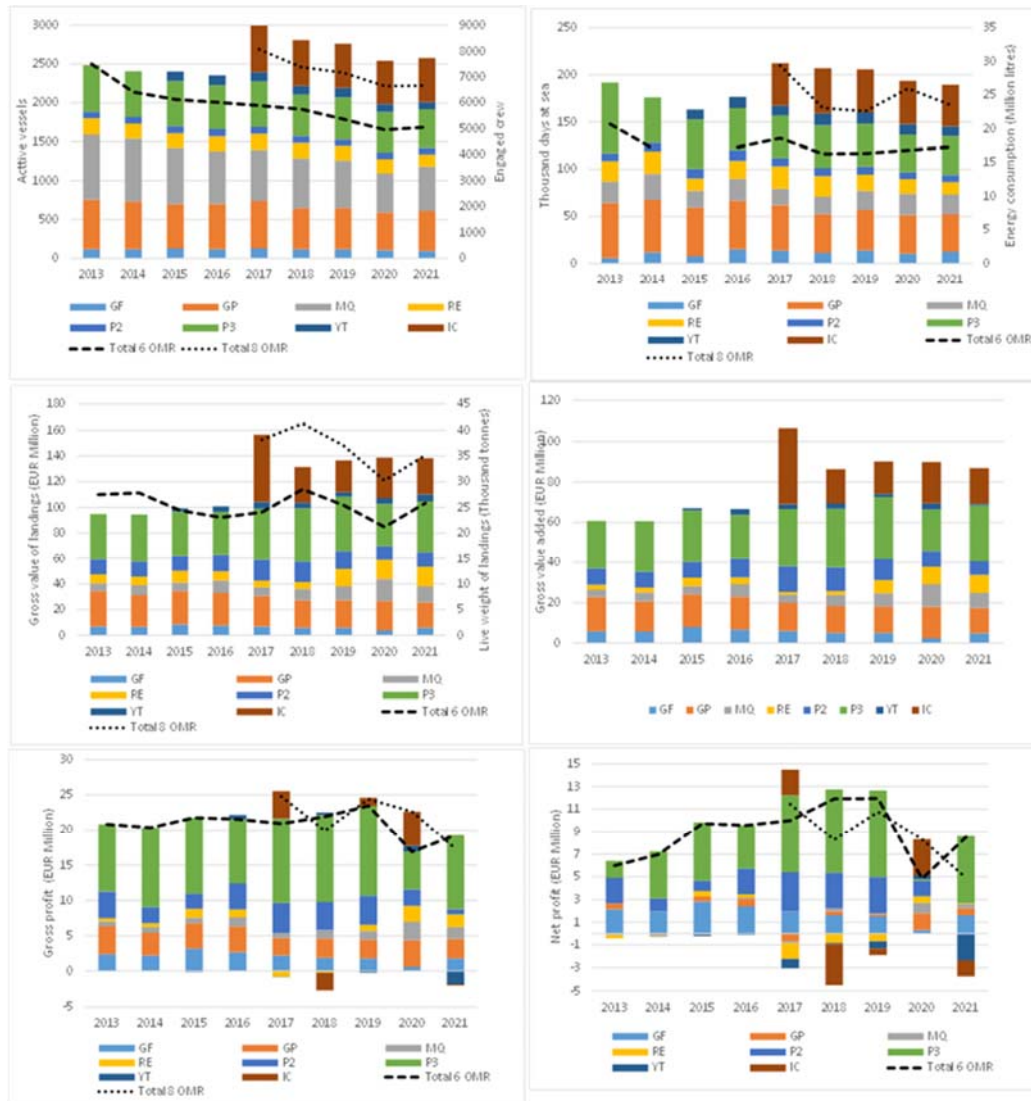 3000
2500
2000
1500
1000
500
0
Acttive vessels
9000
8000
7000
6000
5000
4000
3000
2000
1000
0
Engaged crew
2013 2014 2015 2016 2017 2018 2019 2020 2021
GF GP MQ RE
P2 P3 YT IC
Total 6 OMR Total 8 OMR
250
200
150
100
50
0
Thousand days at sea
35
30
25
20
15
10
5
0
Energy consumption (Million litres)
2013 2014 2015 2016 2017 2018 2019 2020 2021
GF GP MQ
RE P2 P3
YT IC Total 6 OMR
Total 8 OMR
180
160
140
120
100
80
60
40
20
0
Gross value of landings (EUR Million)
45
40
35
30
25
20
15
10
5
0
Live weight of landings (Thousand tonnes)
2013 2014 2015 2016 2017 2018 2019 2020 2021
GF GP MQ
RE P2 P3
YT IC Total 6 OMR
Total 8 OMR
120
100
80
60
40
20
0
Gross value added (EUR Million)
2013 2014 2015 2016 2017 2018 2019 2020 2021
GF GP MQ RE P2 P3 YT IC
30
25
20
15
10
5
0
-5
Gross profit (EUR Million)
2013 2014 2015 2016 2017 2018 2019 2020 2021
GF GP MQ
RE P2 P3
YT IC Total 6 OMR
Total 8 OMR
15
13
11
9
7
5
3
1
-1
-3
-5
Net profit (EUR Million)
2013 2014 2015 2016 2017 2018 2019 2020 2021
GF GP MQ
RE P2 P3
YT IC Total 6 OMR
Total 8 OMR